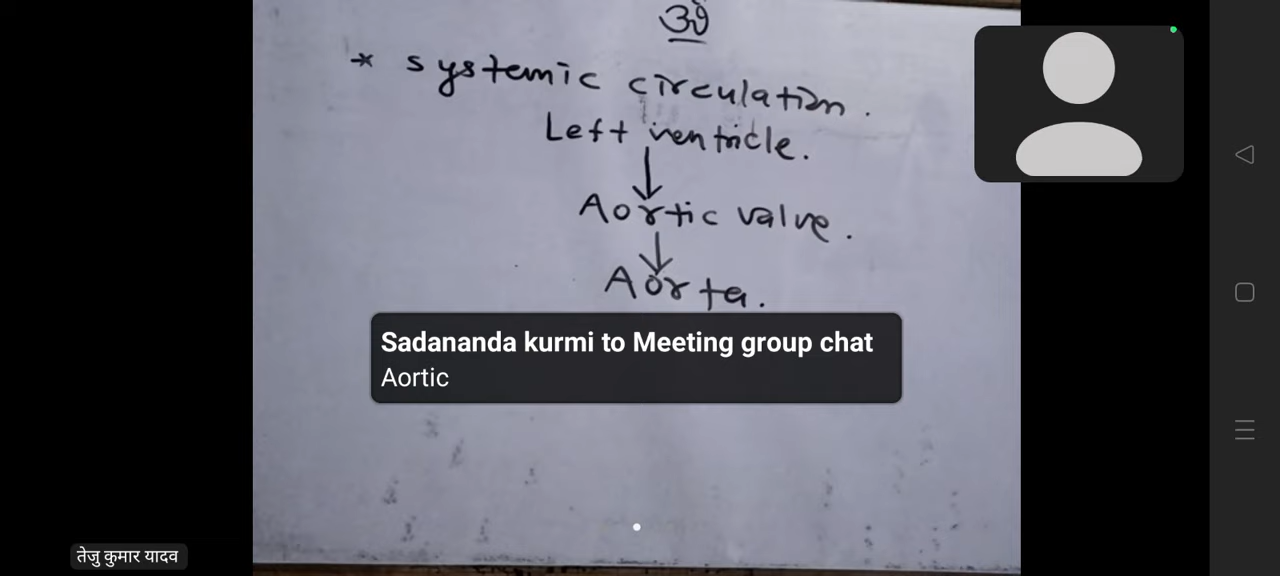 ॐ
* systemic circulation.
Left ventricle.
↓
Aortic valve.
↓
Aorta.
Sadananda kurmi to Meeting group chat
Aortic
तेजु कुमार यादव